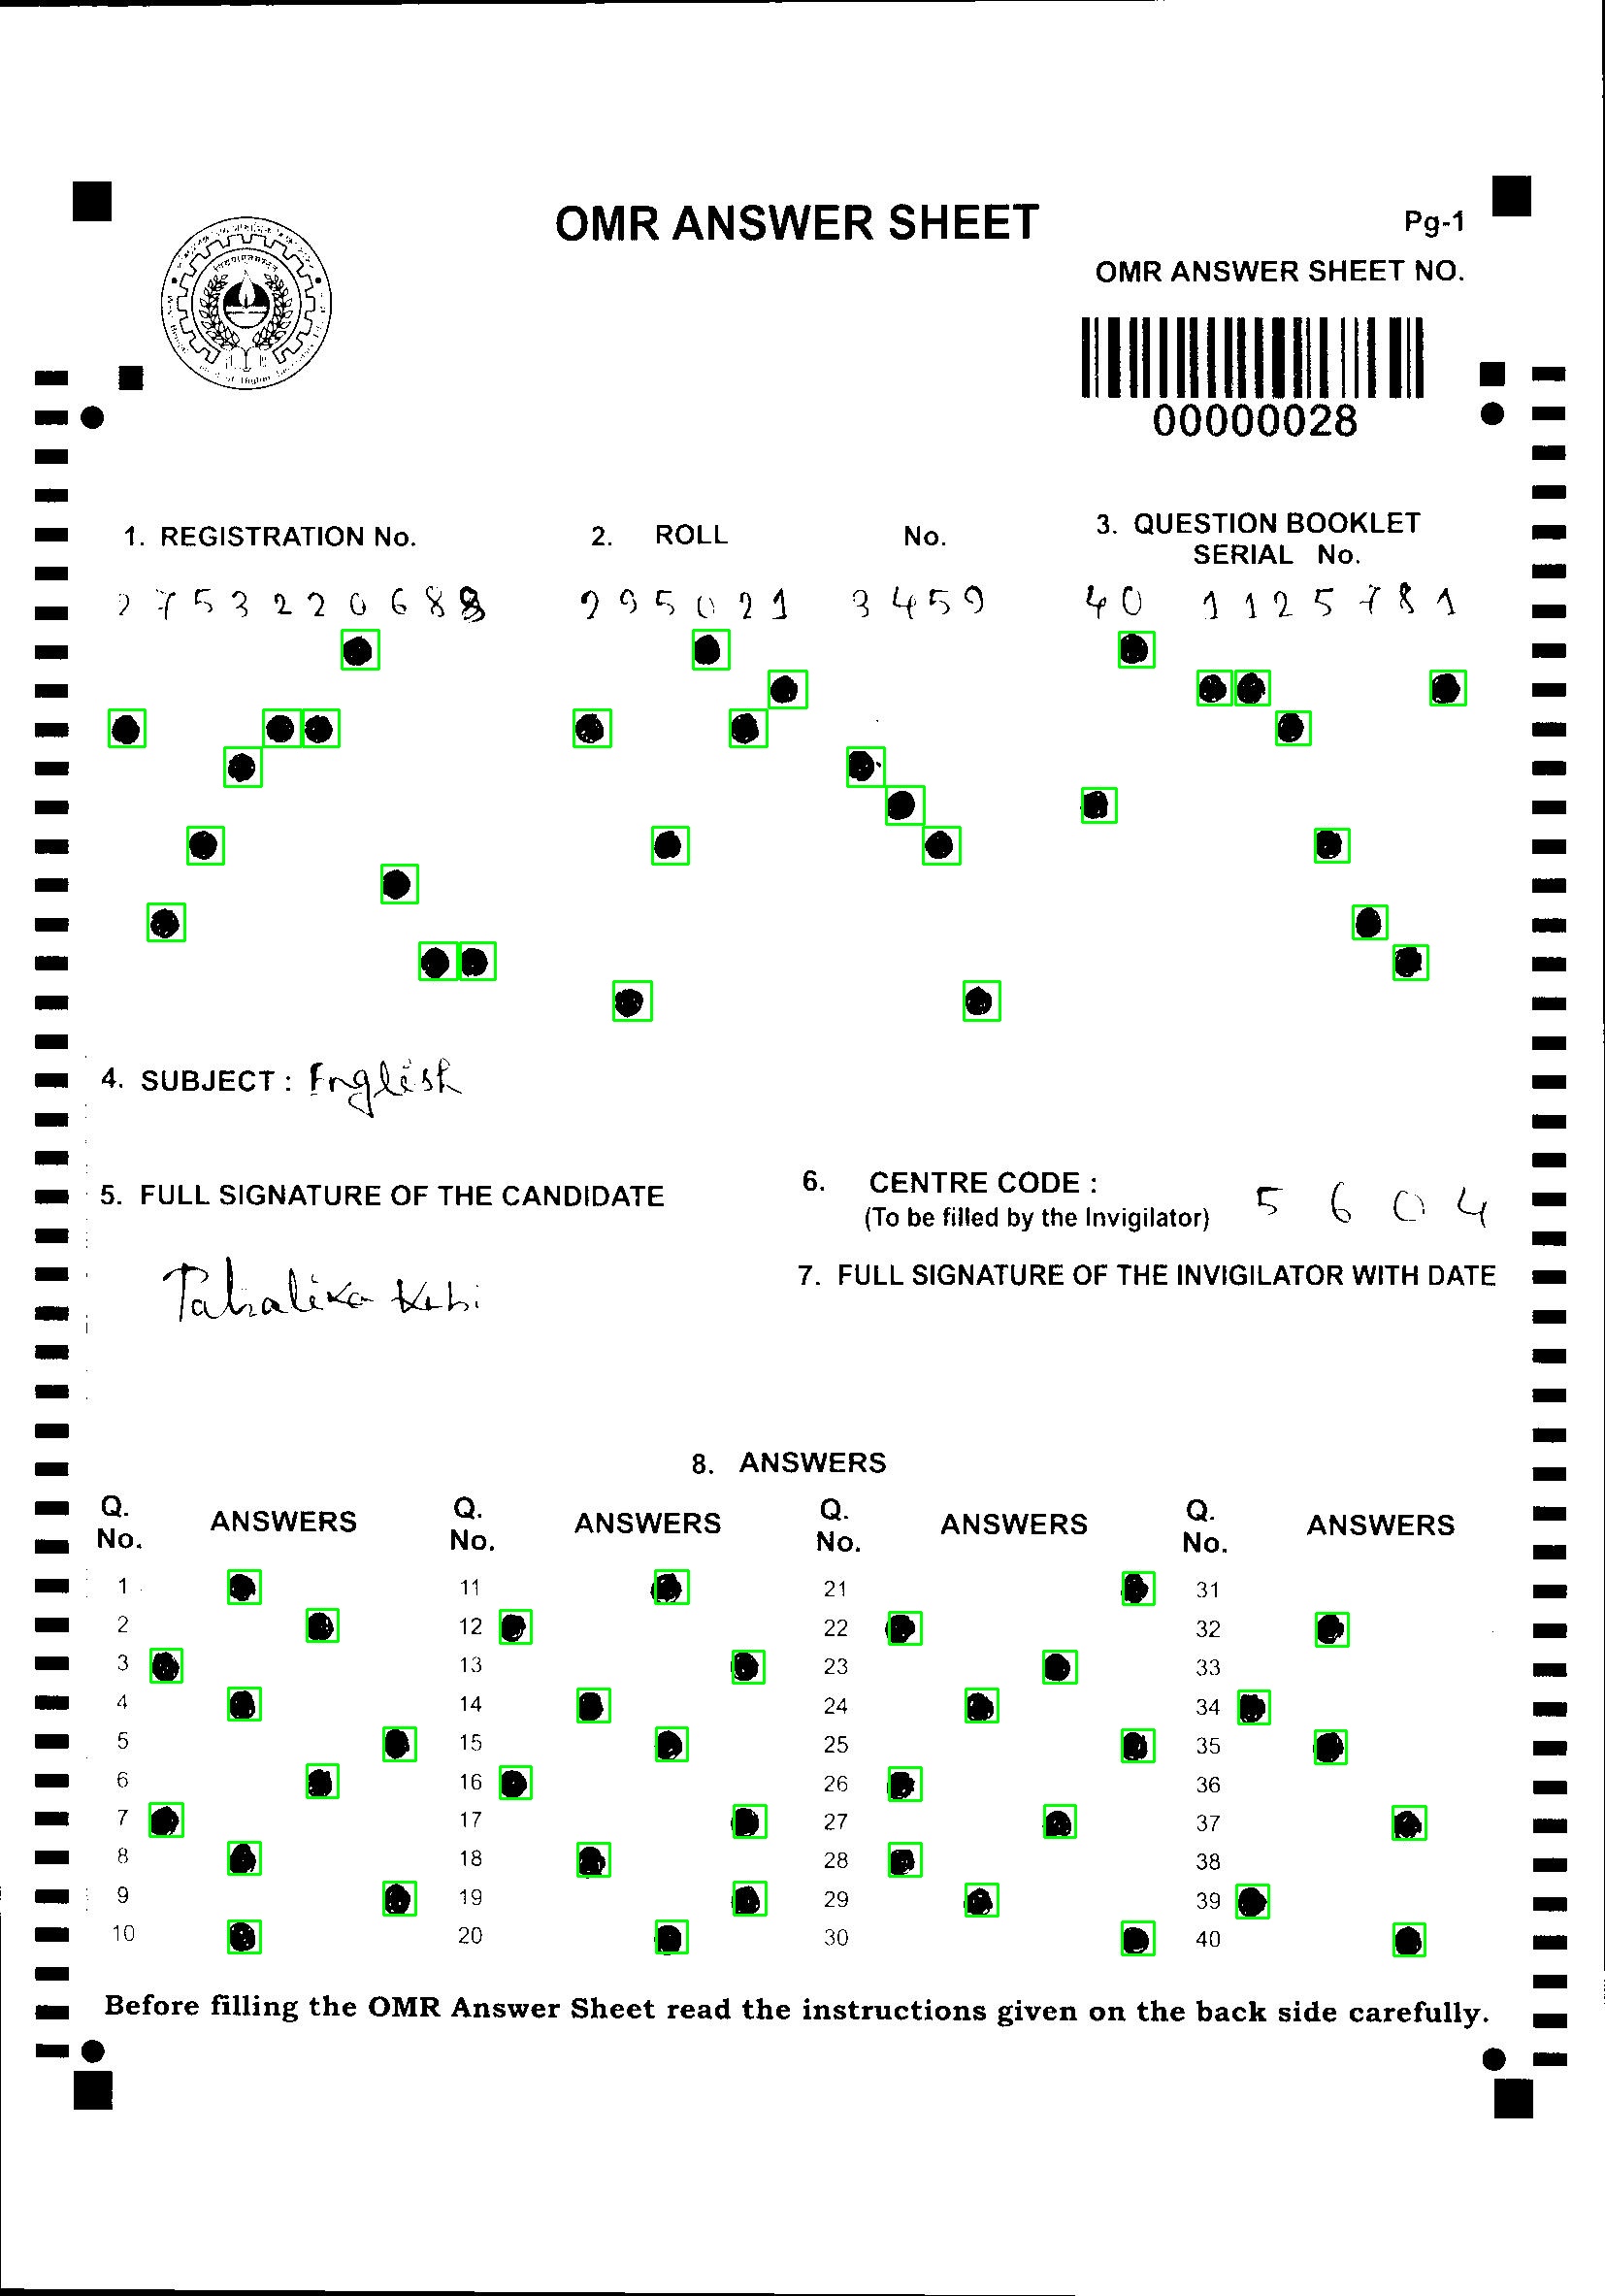 OMR ANSWER SHEET
Pg-1
OMR ANSWER SHEET NO.
00000028
1. REGISTRATION No.
2. ROLL No.
3. QUESTION BOOKLET
SERIAL No.
2 7 5 3 2 2 0 6 8 8
2 9 5 0 2 1 3 4 5 9
4 0 1 1 2 5 7 8 1
4. SUBJECT : English
5. FULL SIGNATURE OF THE CANDIDATE
6. CENTRE CODE :
(To be filled by the Invigilator)
5 6 0 4
7. FULL SIGNATURE OF THE INVIGILATOR WITH DATE
8. ANSWERS
Q. No. ANSWERS Q. No. ANSWERS Q. No. ANSWERS Q. No. ANSWERS
1 11 21 31
2 12 22 32
3 13 23 33
4 14 24 34
5 15 25 35
6 16 26 36
7 17 27 37
8 18 28 38
9 19 29 39
10 20 30 40
Before filling the OMR Answer Sheet read the instructions given on the back side carefully.